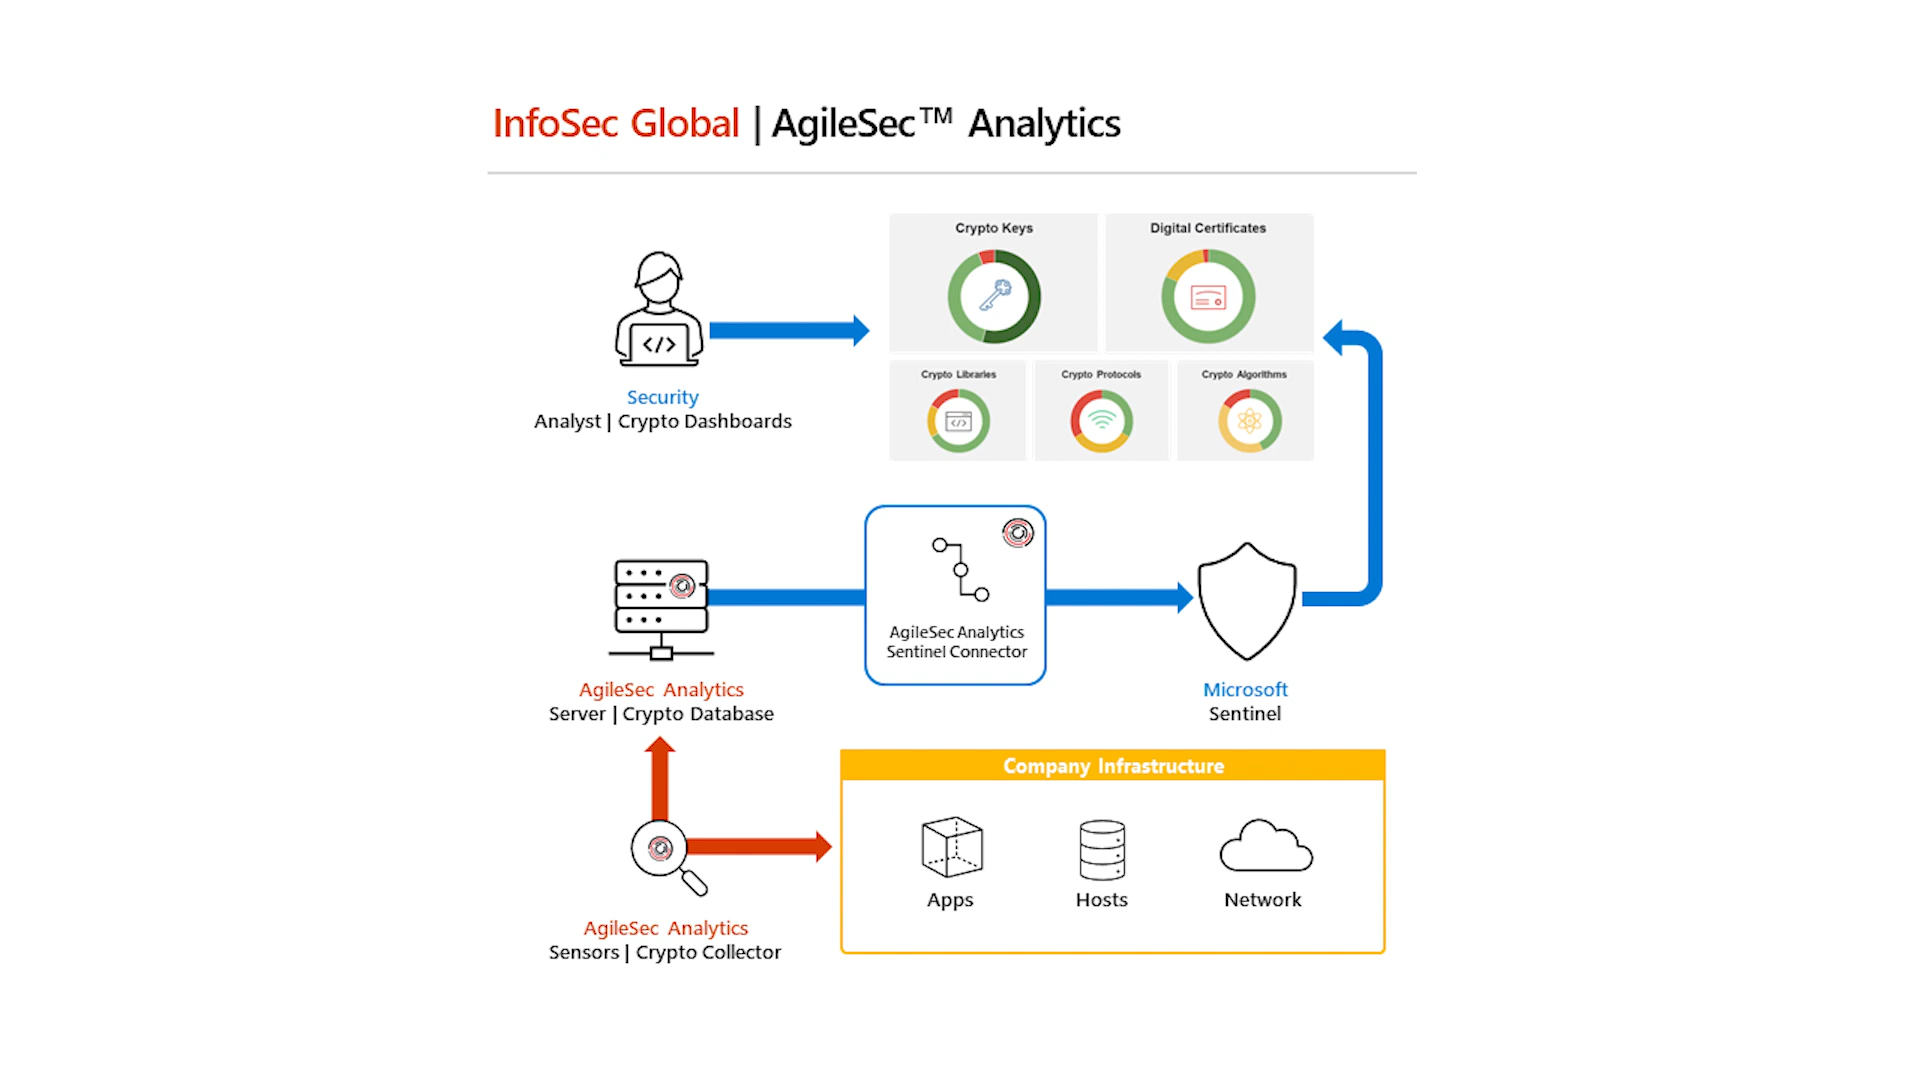 InfoSec Global | AgileSec™ Analytics
Crypto Keys
Digital Certificates
Crypto Libraries
Crypto Protocols
Crypto Algorithms
</>
</>
Security
Analyst | Crypto Dashboards
AgileSec Analytics
Sentinel Connector
AgileSec Analytics
Server | Crypto Database
Microsoft
Sentinel
Company Infrastructure
Apps
Hosts
Network
AgileSec Analytics
Sensors | Crypto Collector